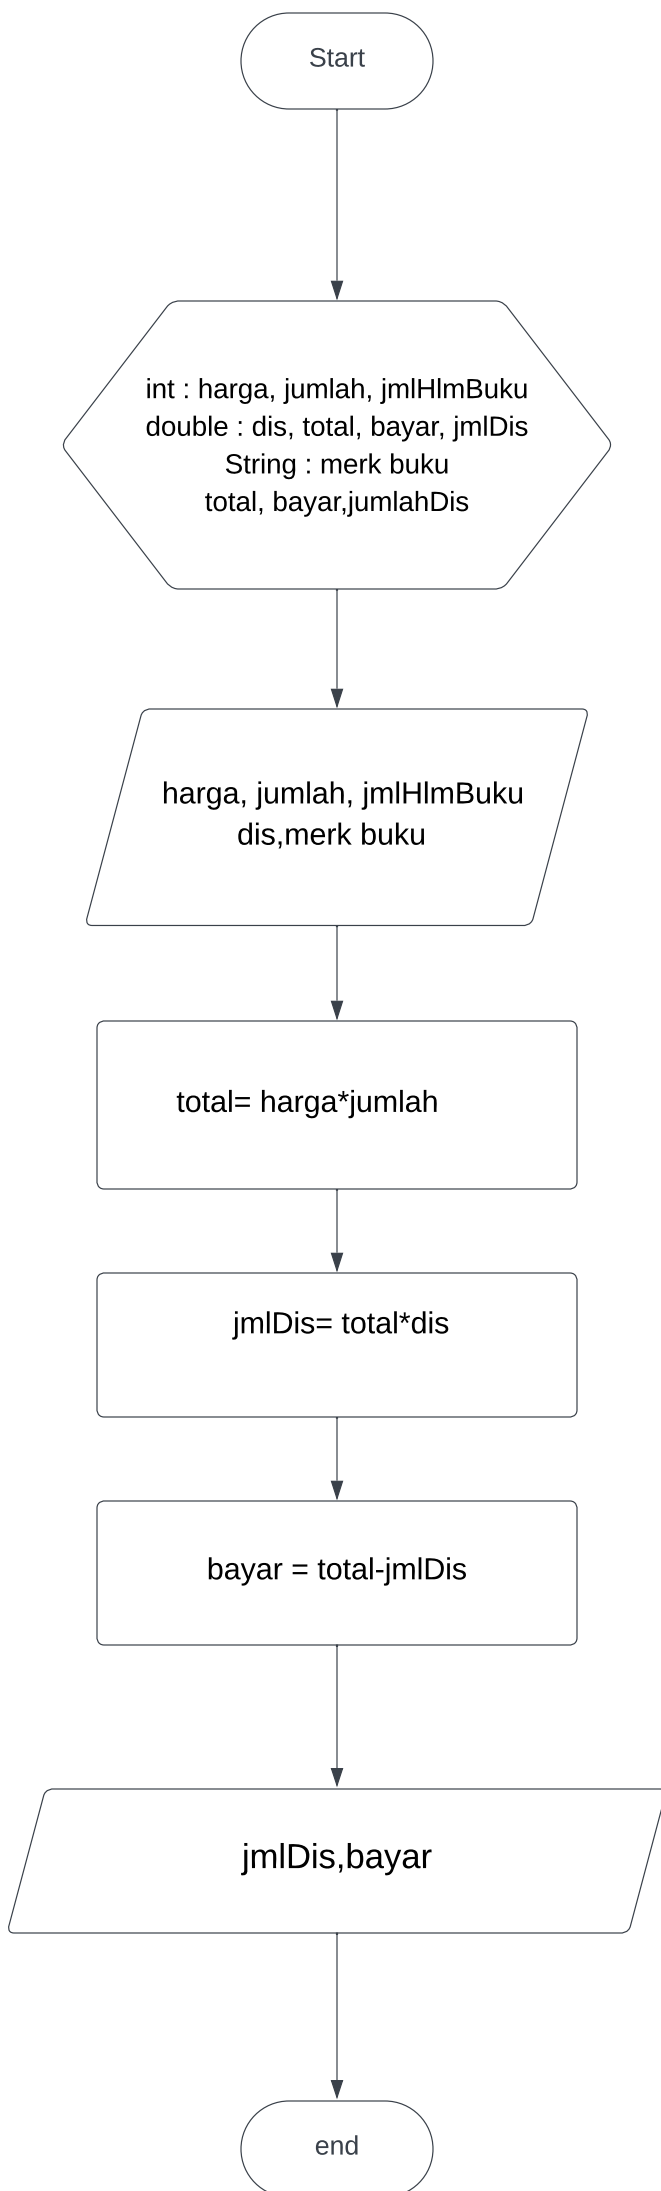 Start
int : harga, jumlah, jmlHlmBuku
double : dis, total, bayar, jmlDis
String : merk buku
total, bayar,jumlahDis
harga, jumlah, jmlHlmBuku
dis,merk buku
total= harga*jumlah
jmlDis= total*dis
bayar = total-jmlDis
jmlDis,bayar
end